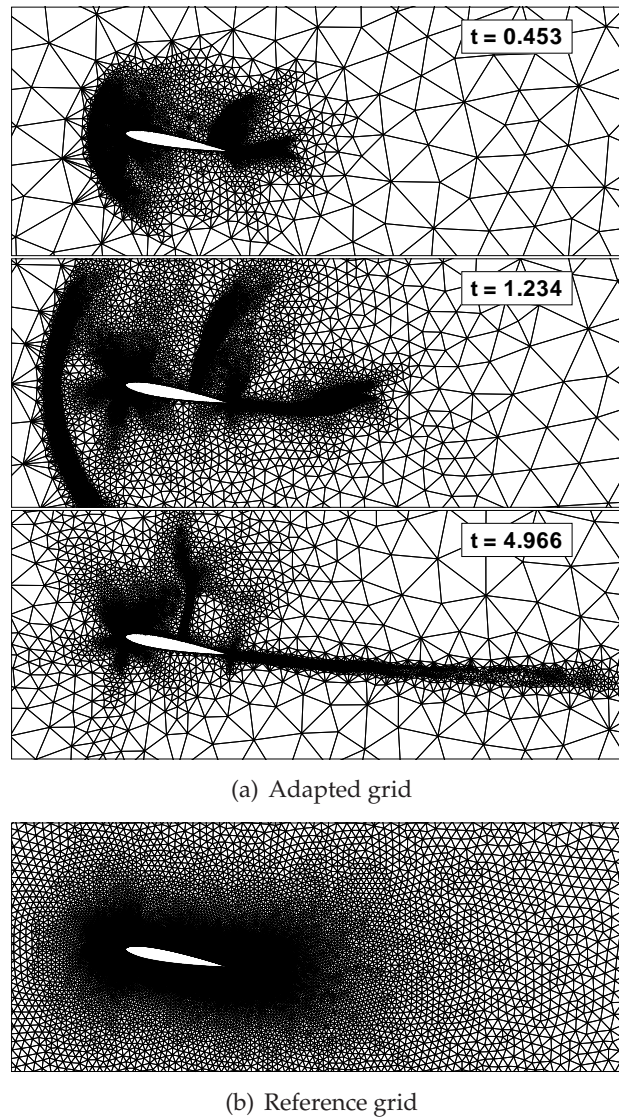 t = 0.453
t = 1.234
t = 4.966
(a) Adapted grid
(b) Reference grid